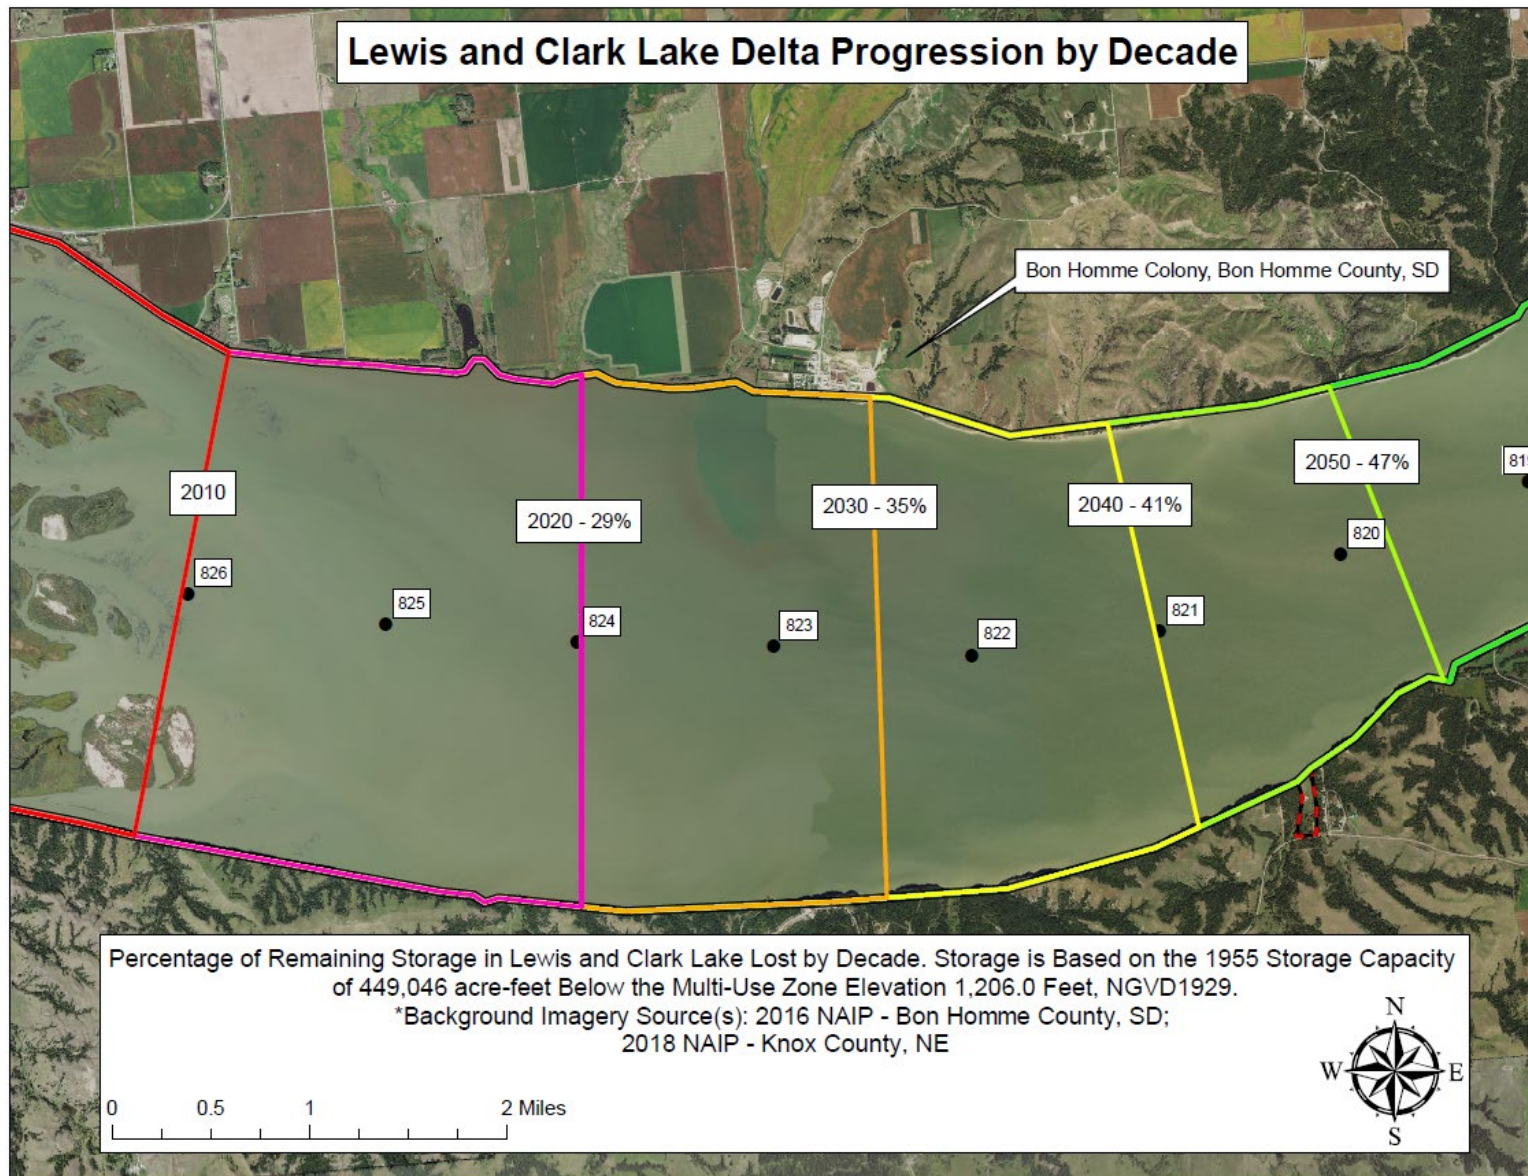 Lewis and Clark Lake Delta Progression by Decade
Bon Homme Colony, Bon Homme County, SD
2010
2020 - 29%
2030 - 35%
2040 - 41%
2050 - 47%
826
825
824
823
822
821
820
Percentage of Remaining Storage in Lewis and Clark Lake Lost by Decade. Storage is Based on the 1955 Storage Capacity
of 449,046 acre-feet Below the Multi-Use Zone Elevation 1,206.0 Feet, NGVD1929.
*Background Imagery Source(s): 2016 NAIP - Bon Homme County, SD;
2018 NAIP - Knox County, NE
0 0.5 1 2 Miles
N
W E
S